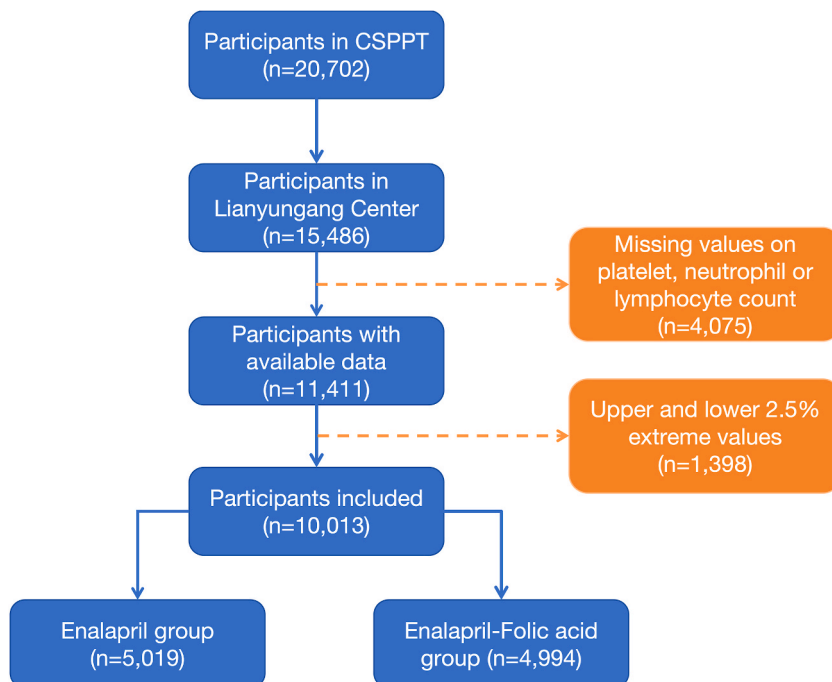 Participants in CSPPT
(n=20,702)
Participants in
Lianyungang Center
(n=15,486)
Missing values on
platelet, neutrophil or
lymphocyte count
(n=4,075)
Participants with
available data
(n=11,411)
Upper and lower 2.5%
extreme values
(n=1,398)
Participants included
(n=10,013)
Enalapril group
(n=5,019)
Enalapril-Folic acid
group (n=4,994)